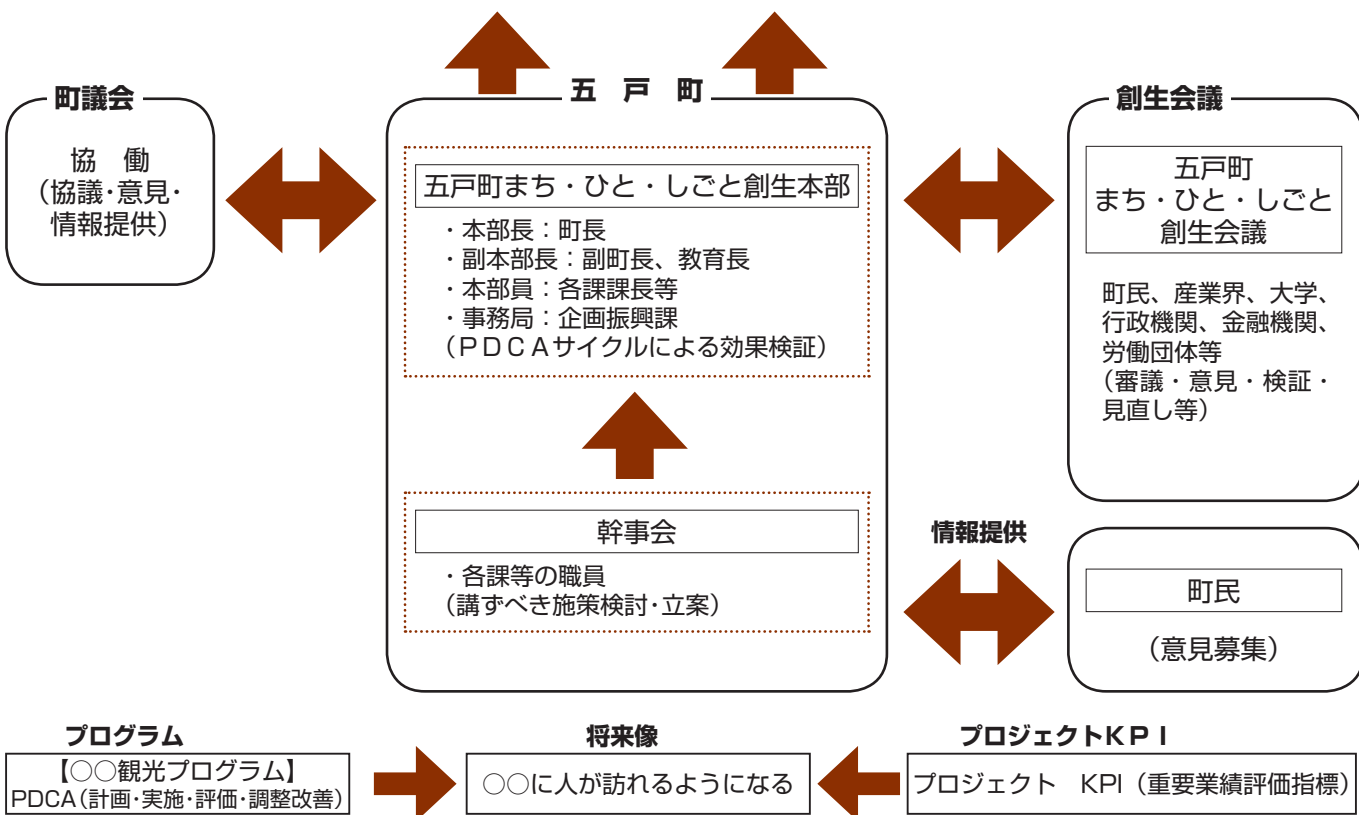 町議会
協　働
（協議・意見・
情報提供）
五　戸　町
五戸町まち・ひと・しごと創生本部
・本部長：町長
・副本部長：副町長、教育長
・本部員：各課課長等
・事務局：企画振興課
（ＰＤＣＡサイクルによる効果検証）
幹事会
・各課等の職員
（講ずべき施策検討・立案）
創生会議
五戸町
まち・ひと・しごと
創生会議
町民、産業界、大学、
行政機関、金融機関、
労働団体等
（審議・意見・検証・
見直し等）
情報提供
町民
（意見募集）
プログラム
【○○観光プログラム】
PDCA（計画・実施・評価・調整改善）
将来像
○○に人が訪れるようになる
プロジェクトＫＰＩ
プロジェクト　KPI（重要業績評価指標）